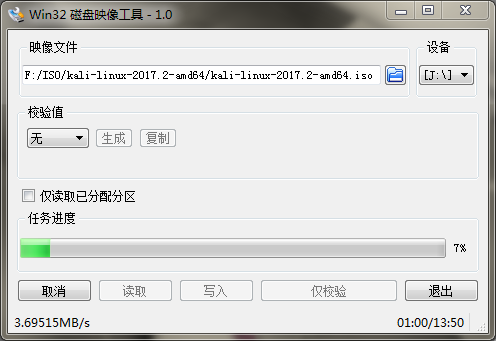 Win32 磁盘映像工具 - 1.0
映像文件
设备
F:/ISO/kali-linux-2017.2-amd64/kali-linux-2017.2-amd64.iso
[J:\]
校验值
无
生成
复制
仅读取已分配分区
任务进度
7%
取消
读取
写入
仅校验
退出
3.69515MB/s
01:00/13:50